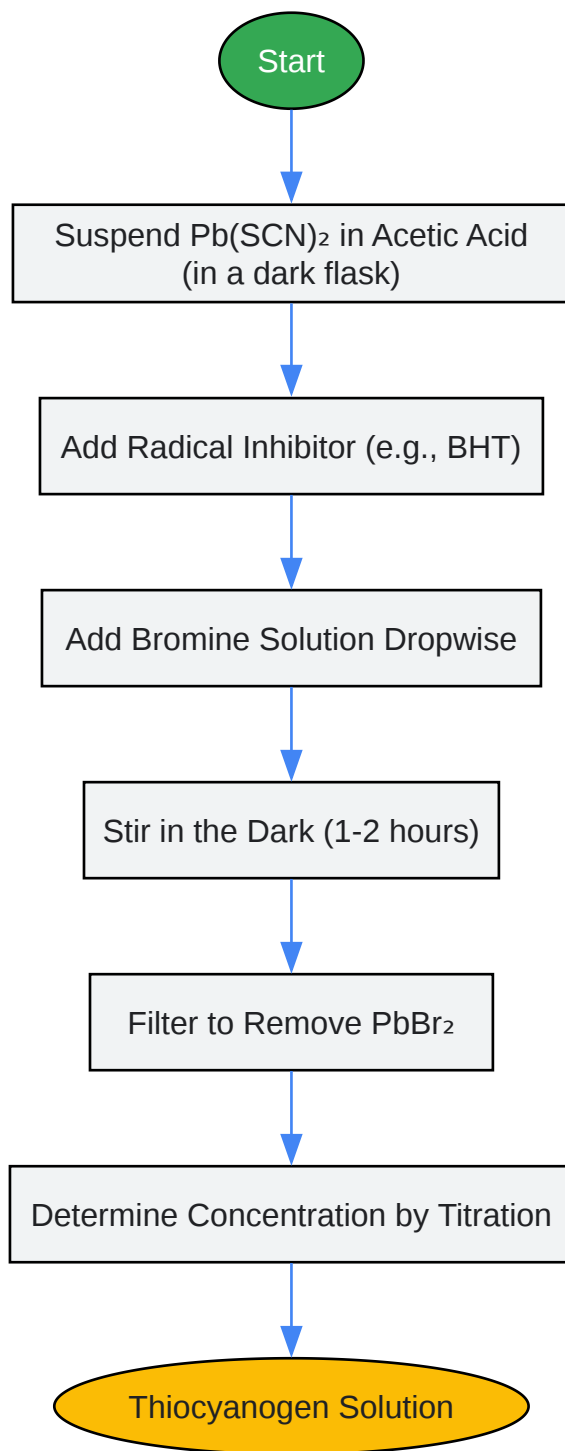 Start
Suspend Pb(SCN)₂ in Acetic Acid
(in a dark flask)
Add Radical Inhibitor (e.g., BHT)
Add Bromine Solution Dropwise
Stir in the Dark (1-2 hours)
Filter to Remove PbBr₂
Determine Concentration by Titration
Thiocyanogen Solution